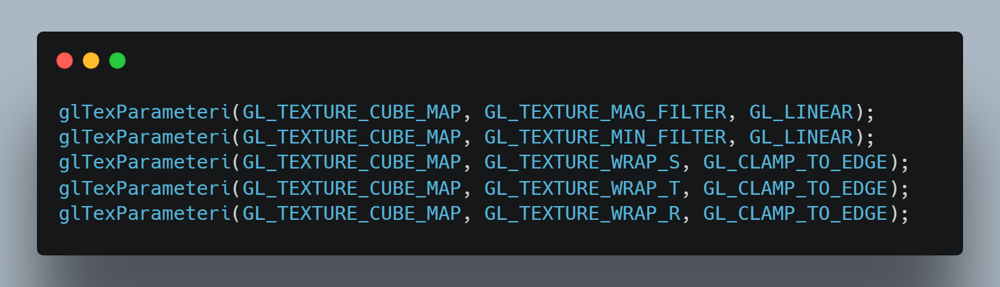 glTexParameteri(GL_TEXTURE_CUBE_MAP, GL_TEXTURE_MAG_FILTER, GL_LINEAR);
glTexParameteri(GL_TEXTURE_CUBE_MAP, GL_TEXTURE_MIN_FILTER, GL_LINEAR);
glTexParameteri(GL_TEXTURE_CUBE_MAP, GL_TEXTURE_WRAP_S, GL_CLAMP_TO_EDGE);
glTexParameteri(GL_TEXTURE_CUBE_MAP, GL_TEXTURE_WRAP_T, GL_CLAMP_TO_EDGE);
glTexParameteri(GL_TEXTURE_CUBE_MAP, GL_TEXTURE_WRAP_R, GL_CLAMP_TO_EDGE);